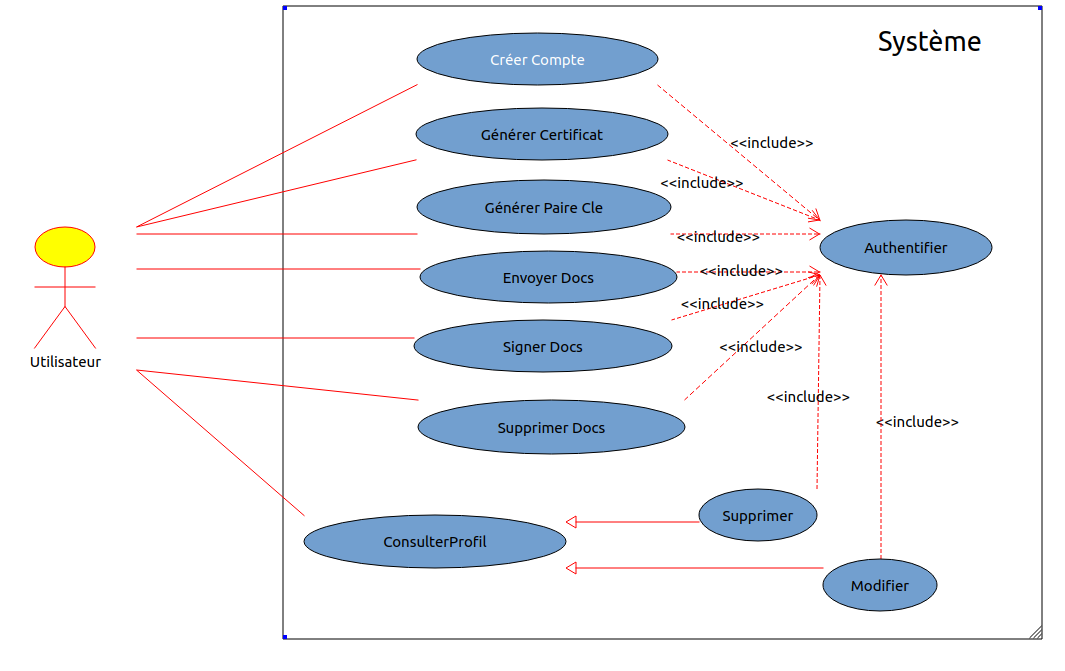 Système
Créer Compte
<<include>>
Générer Certificat
<<include>>
Générer Paire Cle
<<include>>
Authentifier
Envoyer Docs
<<include>>
<<include>>
Signer Docs
<<include>>
Utilisateur
<<include>>
Supprimer Docs
<<include>>
Supprimer
ConsulterProfil
Modifier